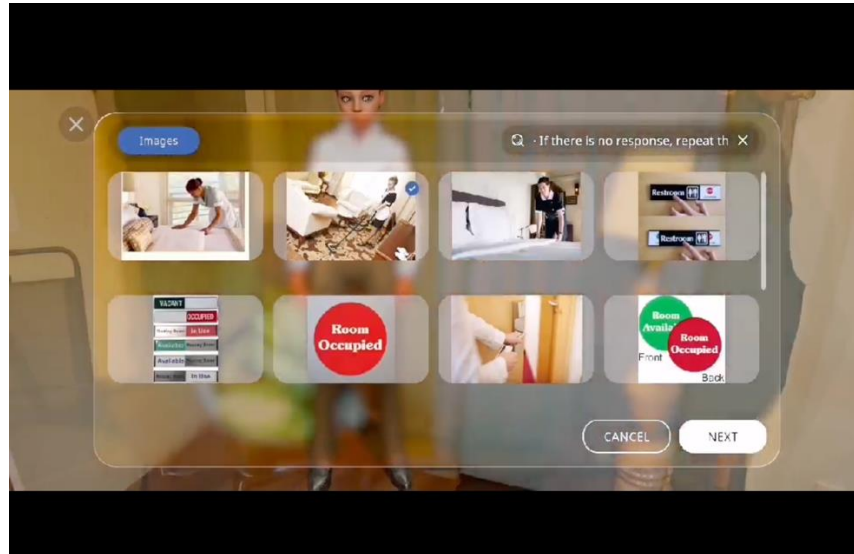 Images
- If there is no response, repeat th
Restroom
Restroom
VACANT
OCCUPIED
In Use
Available
Available
In Use
Room
Occupied
Room
Room
Occupied
Front
Back
CANCEL
NEXT